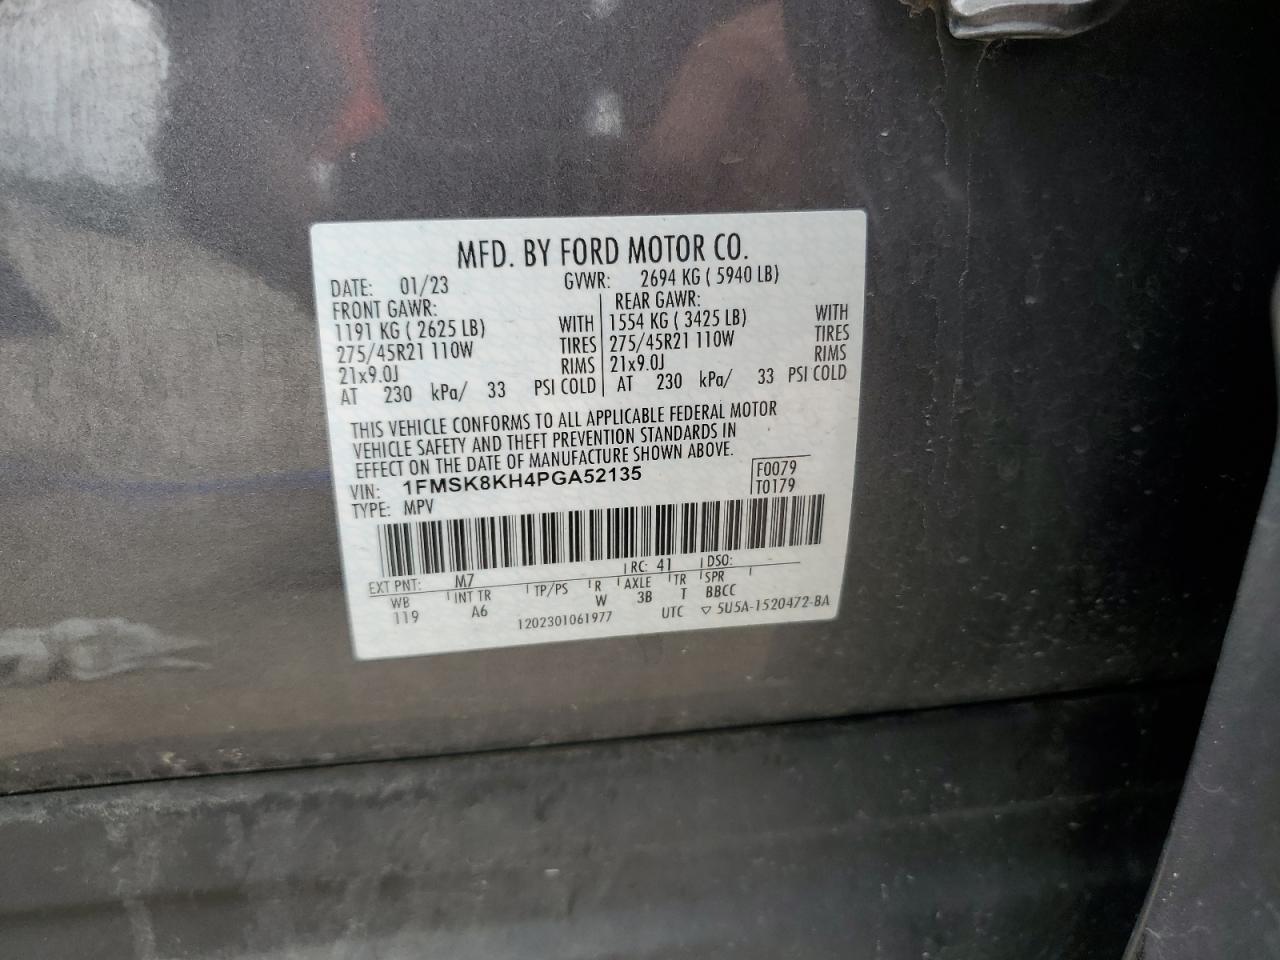 MFD. BY FORD MOTOR CO.
DATE: 01/23 GVWR: 2694 KG ( 5940 LB)
FRONT GAWR: REAR GAWR:
1191 KG ( 2625 LB) WITH 1554 KG ( 3425 LB) WITH
275/45R21 110W TIRES 275/45R21 110W TIRES
21x9.0J RIMS 21x9.0J RIMS
AT 230 kPa/ 33 PSI COLD AT 230 kPa/ 33 PSI COLD
THIS VEHICLE CONFORMS TO ALL APPLICABLE FEDERAL MOTOR
VEHICLE SAFETY AND THEFT PREVENTION STANDARDS IN
EFFECT ON THE DATE OF MANUFACTURE SHOWN ABOVE.
VIN: 1FMSK8KH4PGA52135 F0079
TYPE: MPV T0179
EXT PNT: M7 RC: 41 DSO:
WB INT TR TP/PS R AXLE TR SPR
119 A6 W 3B T BBCC
1202301061977 UTC ▽ 5U5A-1520472-BA